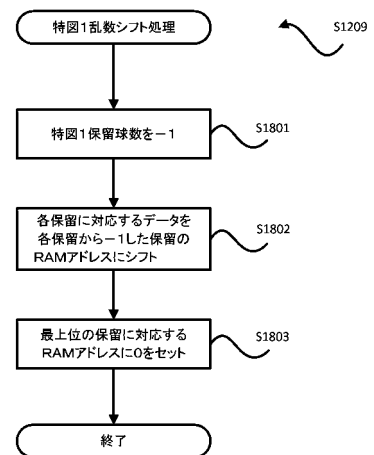 特図1乱数シフト処理
S1209
特図1保留球数を－1
S1801
各保留に対応するデータを
各保留から－1した保留の
RAMアドレスにシフト
S1802
最上位の保留に対応する
RAMアドレスに0をセット
S1803
終了